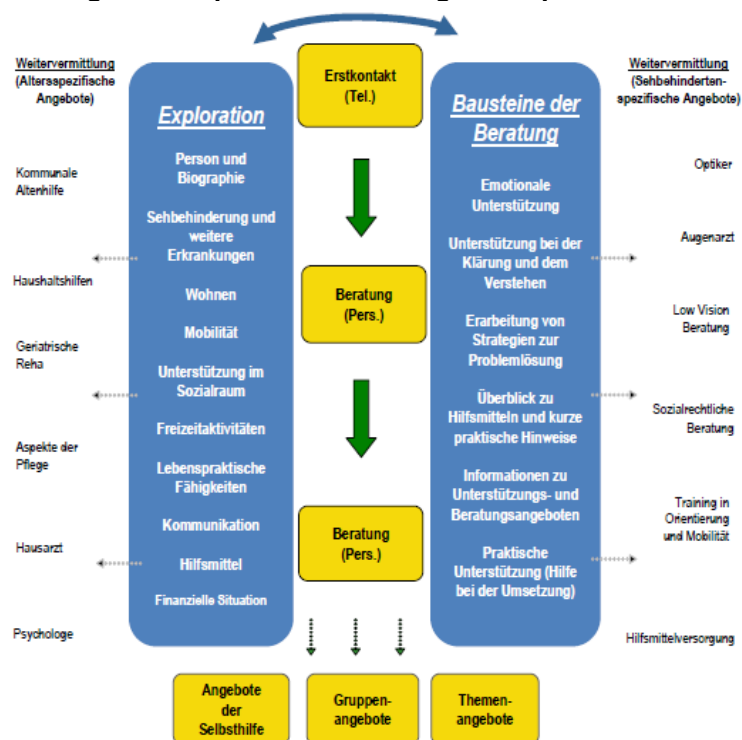 Weitervermittlung
(Altersspezifische
Angebote)
Kommunale
Altenhilfe
Haushaltshilfen
Geriatrische
Reha
Aspekte der
Pflege
Hausarzt
Psychologe
Exploration
Person und
Biographie
Sehbehinderung und
weitere
Erkrankungen
Wohnen
Mobilität
Unterstützung im
Sozialraum
Freizeitaktivitäten
Lebenspraktische
Fähigkeiten
Kommunikation
Hilfsmittel
Finanzielle Situation
Erstkontakt
(Tel.)
Beratung
(Pers.)
Beratung
(Pers.)
Bausteine der
Beratung
Emotionale
Unterstützung
Unterstützung bei der
Klärung und dem
Verstehen
Erarbeitung von
Strategien zur
Problemlösung
Überblick zu
Hilfsmitteln und kurze
praktische Hinweise
Informationen zu
Unterstützungs- und
Beratungsangeboten
Praktische
Unterstützung (Hilfe
bei der Umsetzung)
Weitervermittlung
(Sehbehinderten-
spezifische Angebote)
Optiker
Augenarzt
Low Vision
Beratung
Sozialrechtliche
Beratung
Training in
Orientierung
und Mobilität
Hilfsmittelversorgung
Angebote
der
Selbsthilfe
Gruppen-
angebote
Themen-
angebote